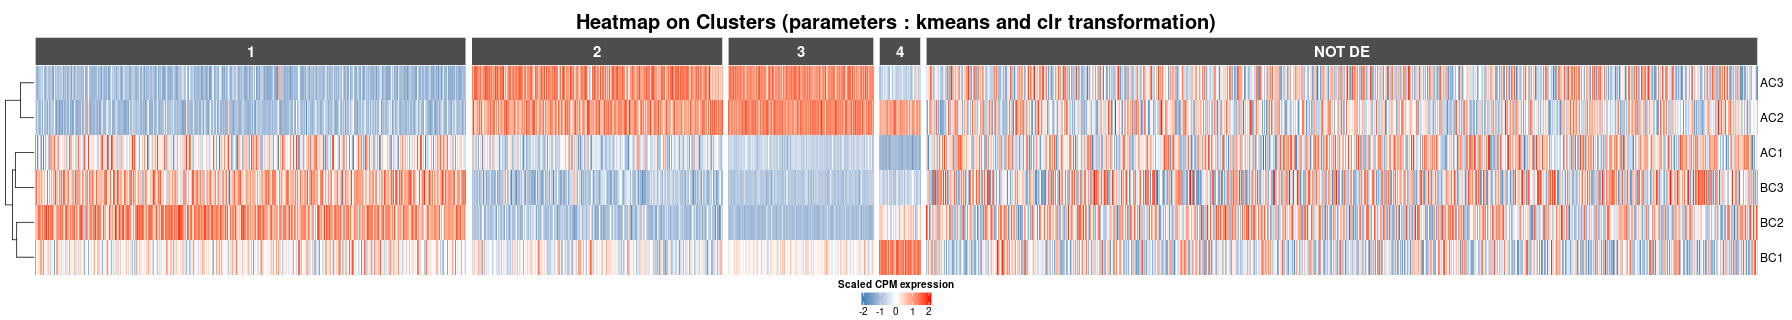 Heatmap on Clusters (parameters : kmeans and clr transformation)
1 2 3 4 NOT DE
AC3
AC2
AC1
BC3
BC2
BC1
Scaled CPM expression
-2 -1 0 1 2